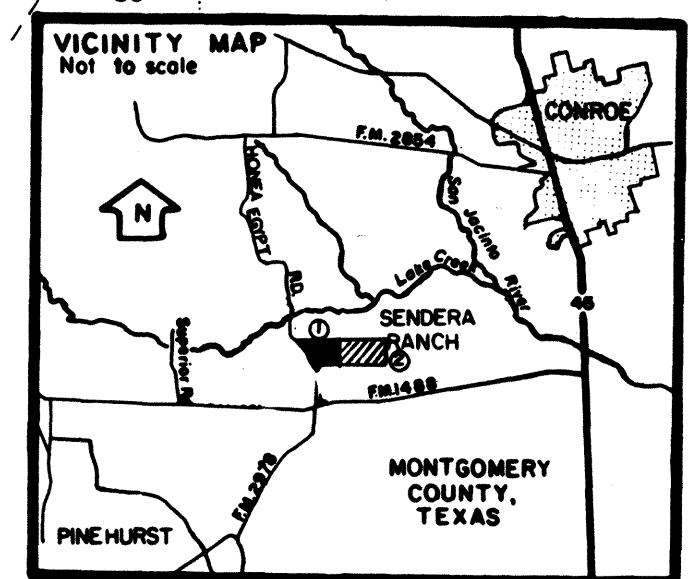 VICINITY MAP
Not to scale
CONROE
F.M. 2854
HONEA EGYPT RD.
N
San Jacinto River
Lake Creek
45
1
SENDERA
RANCH
2
Superior R
F.M. 1488
F.M. 2978
MONTGOMERY
COUNTY,
TEXAS
PINEHURST